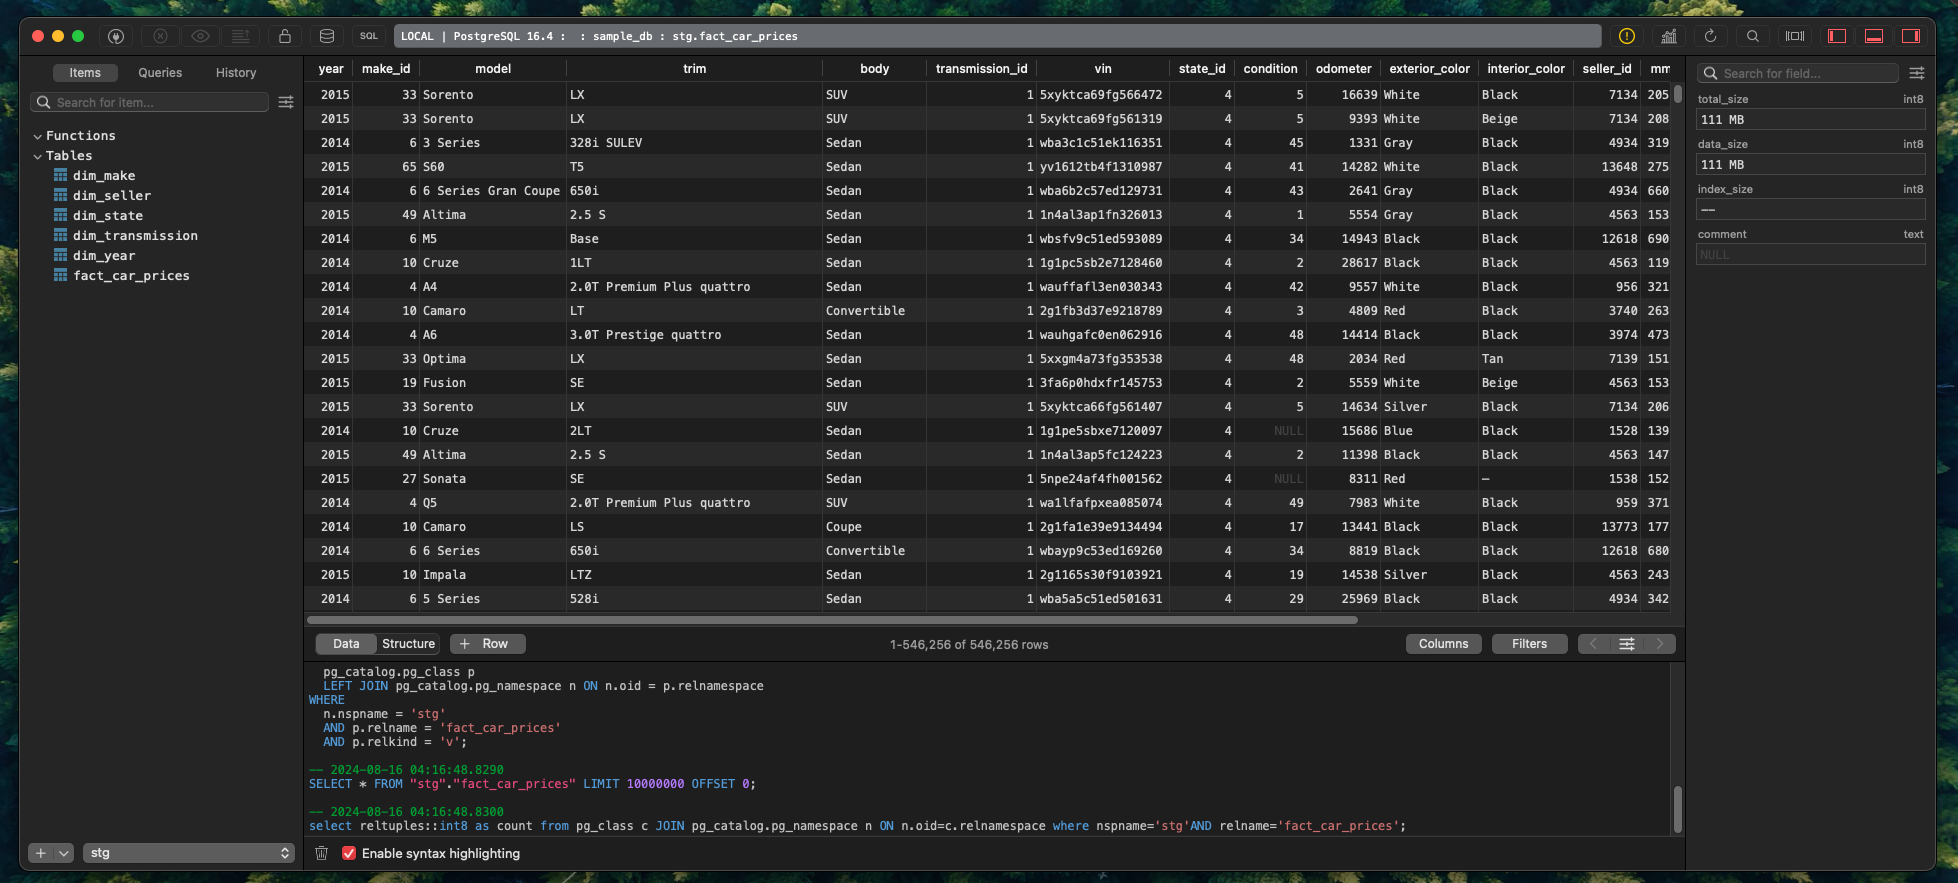 SQL
LOCAL | PostgreSQL 16.4 :  : sample_db : stg.fact_car_prices
Items Queries History
Search for item...
Functions
Tables
dim_make
dim_seller
dim_state
dim_transmission
dim_year
fact_car_prices
year make_id model trim body transmission_id vin state_id condition odometer exterior_color interior_color seller_id mm
2015 33 Sorento LX SUV 1 5xyktca69fg566472 4 5 16639 White Black 7134 205
2015 33 Sorento LX SUV 1 5xyktca69fg561319 4 5 9393 White Beige 7134 208
2014 6 3 Series 328i SULEV Sedan 1 wba3c1c51ek116351 4 45 1331 Gray Black 4934 319
2015 65 S60 T5 Sedan 1 yv1612tb4f1310987 4 41 14282 White Black 13648 275
2014 6 6 Series Gran Coupe 650i Sedan 1 wba6b2c57ed129731 4 43 2641 Gray Black 4934 660
2015 49 Altima 2.5 S Sedan 1 1n4al3ap1fn326013 4 1 5554 Gray Black 4563 153
2014 6 M5 Base Sedan 1 wbsfv9c51ed593089 4 34 14943 Black Black 12618 690
2014 10 Cruze 1LT Sedan 1 1g1pc5sb2e7128460 4 2 28617 Black Black 4563 119
2014 4 A4 2.0T Premium Plus quattro Sedan 1 wauffafl3en030343 4 42 9557 White Black 956 321
2014 10 Camaro LT Convertible 1 2g1fb3d37e9218789 4 3 4809 Red Black 3740 263
2014 4 A6 3.0T Prestige quattro Sedan 1 wauhgafc0en062916 4 48 14414 Black Black 3974 473
2015 33 Optima LX Sedan 1 5xxgm4a73fg353538 4 48 2034 Red Tan 7139 151
2015 19 Fusion SE Sedan 1 3fa6p0hdxfr145753 4 2 5559 White Beige 4563 153
2015 33 Sorento LX SUV 1 5xyktca66fg561407 4 5 14634 Silver Black 7134 206
2014 10 Cruze 2LT Sedan 1 1g1pe5sbxe7120097 4 NULL 15686 Blue Black 1528 139
2015 49 Altima 2.5 S Sedan 1 1n4al3ap5fc124223 4 2 11398 Black Black 4563 147
2015 27 Sonata SE Sedan 1 5npe24af4fh001562 4 NULL 8311 Red — 1538 152
2014 4 Q5 2.0T Premium Plus quattro SUV 1 wa1lfafpxea085074 4 49 7983 White Black 959 371
2014 10 Camaro LS Coupe 1 2g1fa1e39e9134494 4 17 13441 Black Black 13773 177
2014 6 6 Series 650i Convertible 1 wbayp9c53ed169260 4 34 8819 Black Black 12618 680
2015 10 Impala LTZ Sedan 1 2g1165s30f9103921 4 19 14538 Silver Black 4563 243
2014 6 5 Series 528i Sedan 1 wba5a5c51ed501631 4 29 25969 Black Black 4934 342
Data Structure + Row 1-546,256 of 546,256 rows Columns Filters
pg_catalog.pg_class p
LEFT JOIN pg_catalog.pg_namespace n ON n.oid = p.relnamespace
WHERE
n.nspname = 'stg'
AND p.relname = 'fact_car_prices'
AND p.relkind = 'v';
-- 2024-08-16 04:16:48.8290
SELECT * FROM "stg"."fact_car_prices" LIMIT 10000000 OFFSET 0;
-- 2024-08-16 04:16:48.8300
select reltuples::int8 as count from pg_class c JOIN pg_catalog.pg_namespace n ON n.oid=c.relnamespace where nspname='stg'AND relname='fact_car_prices';
stg
Enable syntax highlighting
Search for field...
total_size int8
111 MB
data_size int8
111 MB
index_size int8
——
comment text
NULL